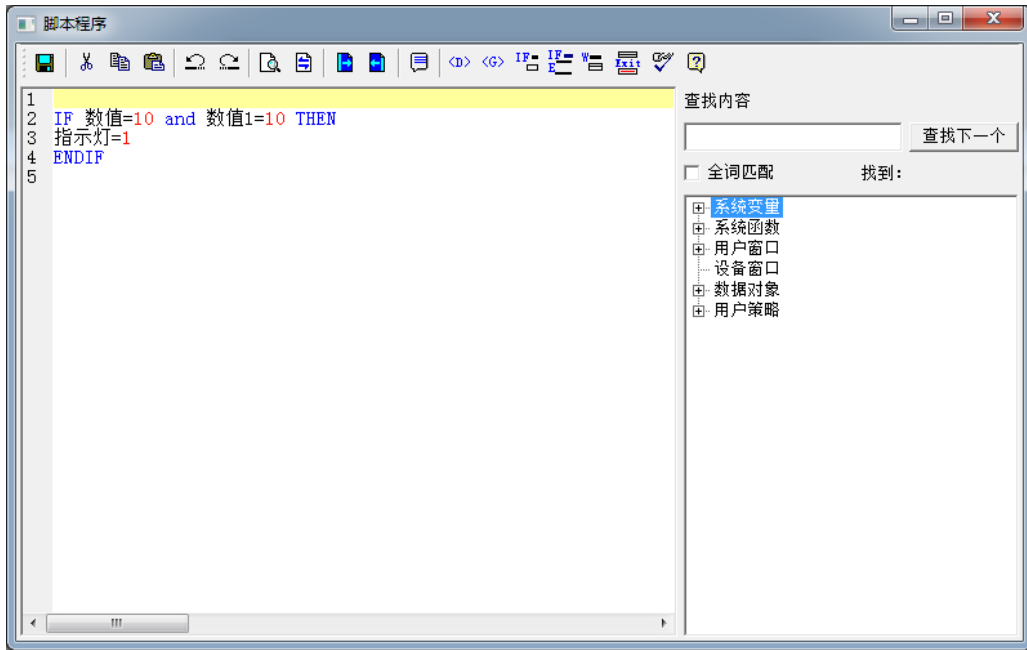 脚本程序
<D> <G> IF IF E W Exit
1
2 IF 数值=10 and 数值1=10 THEN
3 指示灯=1
4 ENDIF
5
查找内容
查找下一个
全词匹配 找到:
系统变量
系统函数
用户窗口
设备窗口
数据对象
用户策略